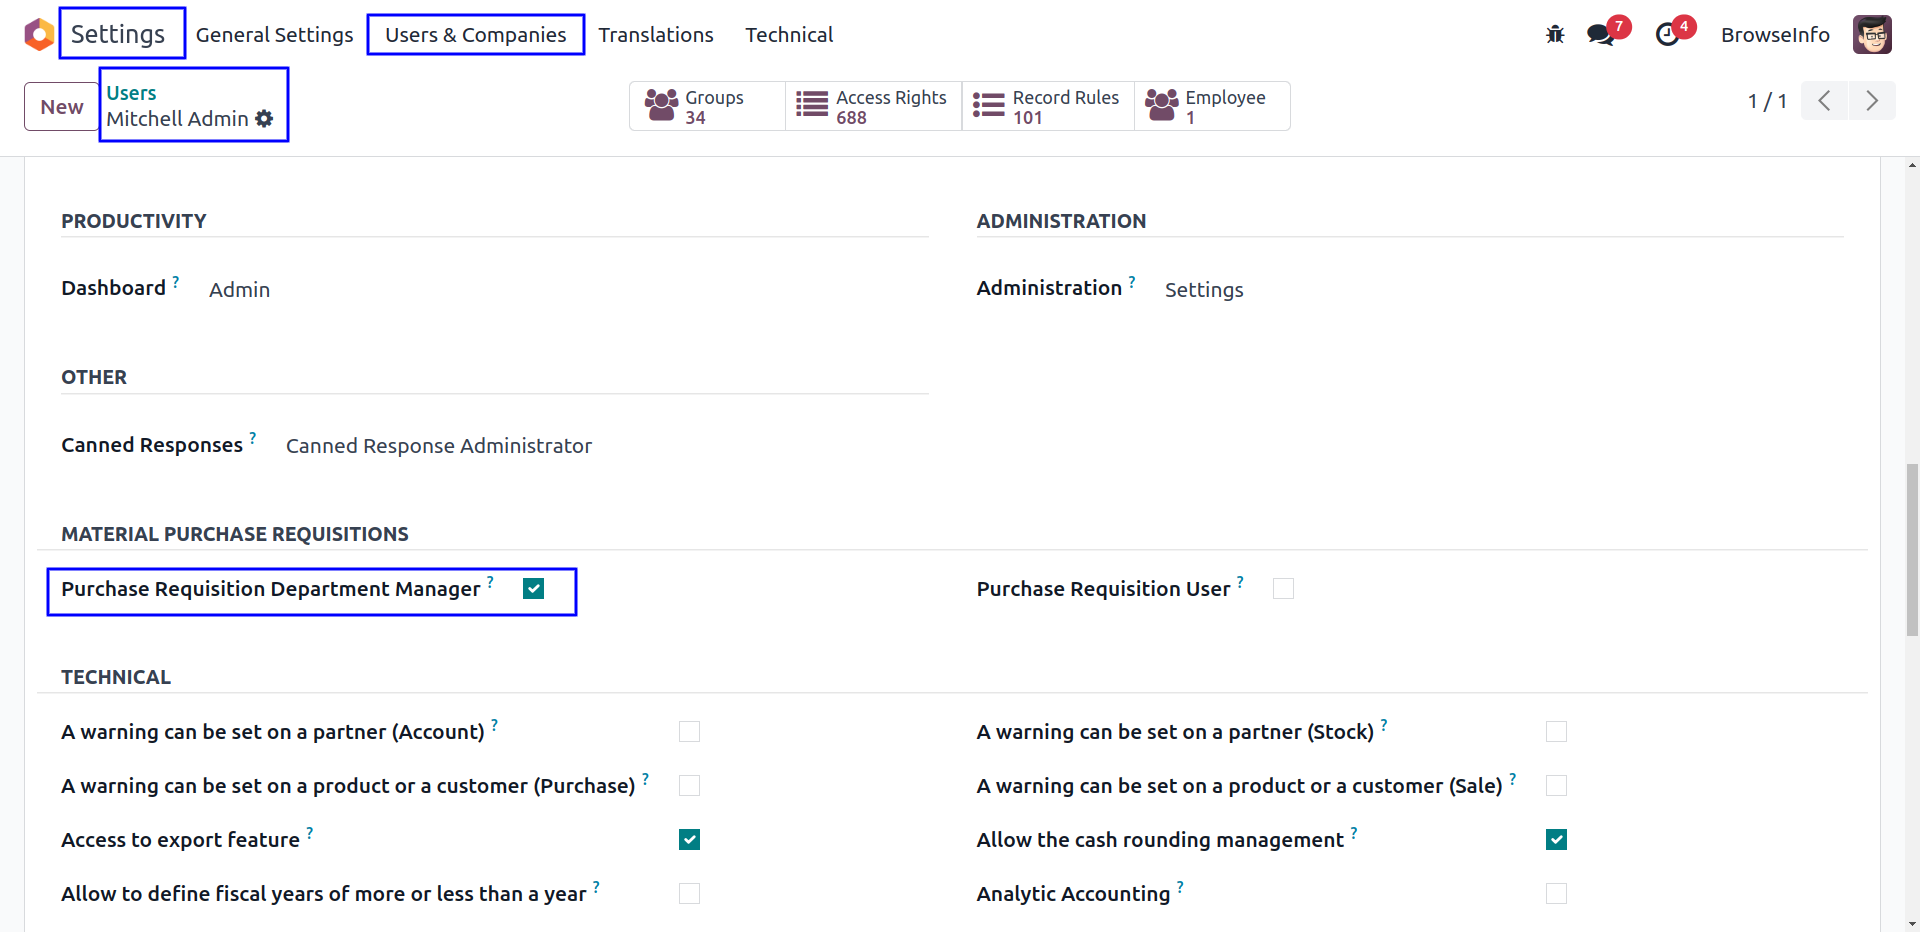 Settings General Settings Users & Companies Translations Technical 7 4 BrowseInfo
New Users Mitchell Admin Groups 34 Access Rights 688 Record Rules 101 Employee 1 1 / 1
PRODUCTIVITY ADMINISTRATION
Dashboard ? Admin Administration ? Settings
OTHER
Canned Responses ? Canned Response Administrator
MATERIAL PURCHASE REQUISITIONS
Purchase Requisition Department Manager ? Purchase Requisition User ?
TECHNICAL
A warning can be set on a partner (Account) ? A warning can be set on a partner (Stock) ?
A warning can be set on a product or a customer (Purchase) ? A warning can be set on a product or a customer (Sale) ?
Access to export feature ? Allow the cash rounding management ?
Allow to define fiscal years of more or less than a year ? Analytic Accounting ?